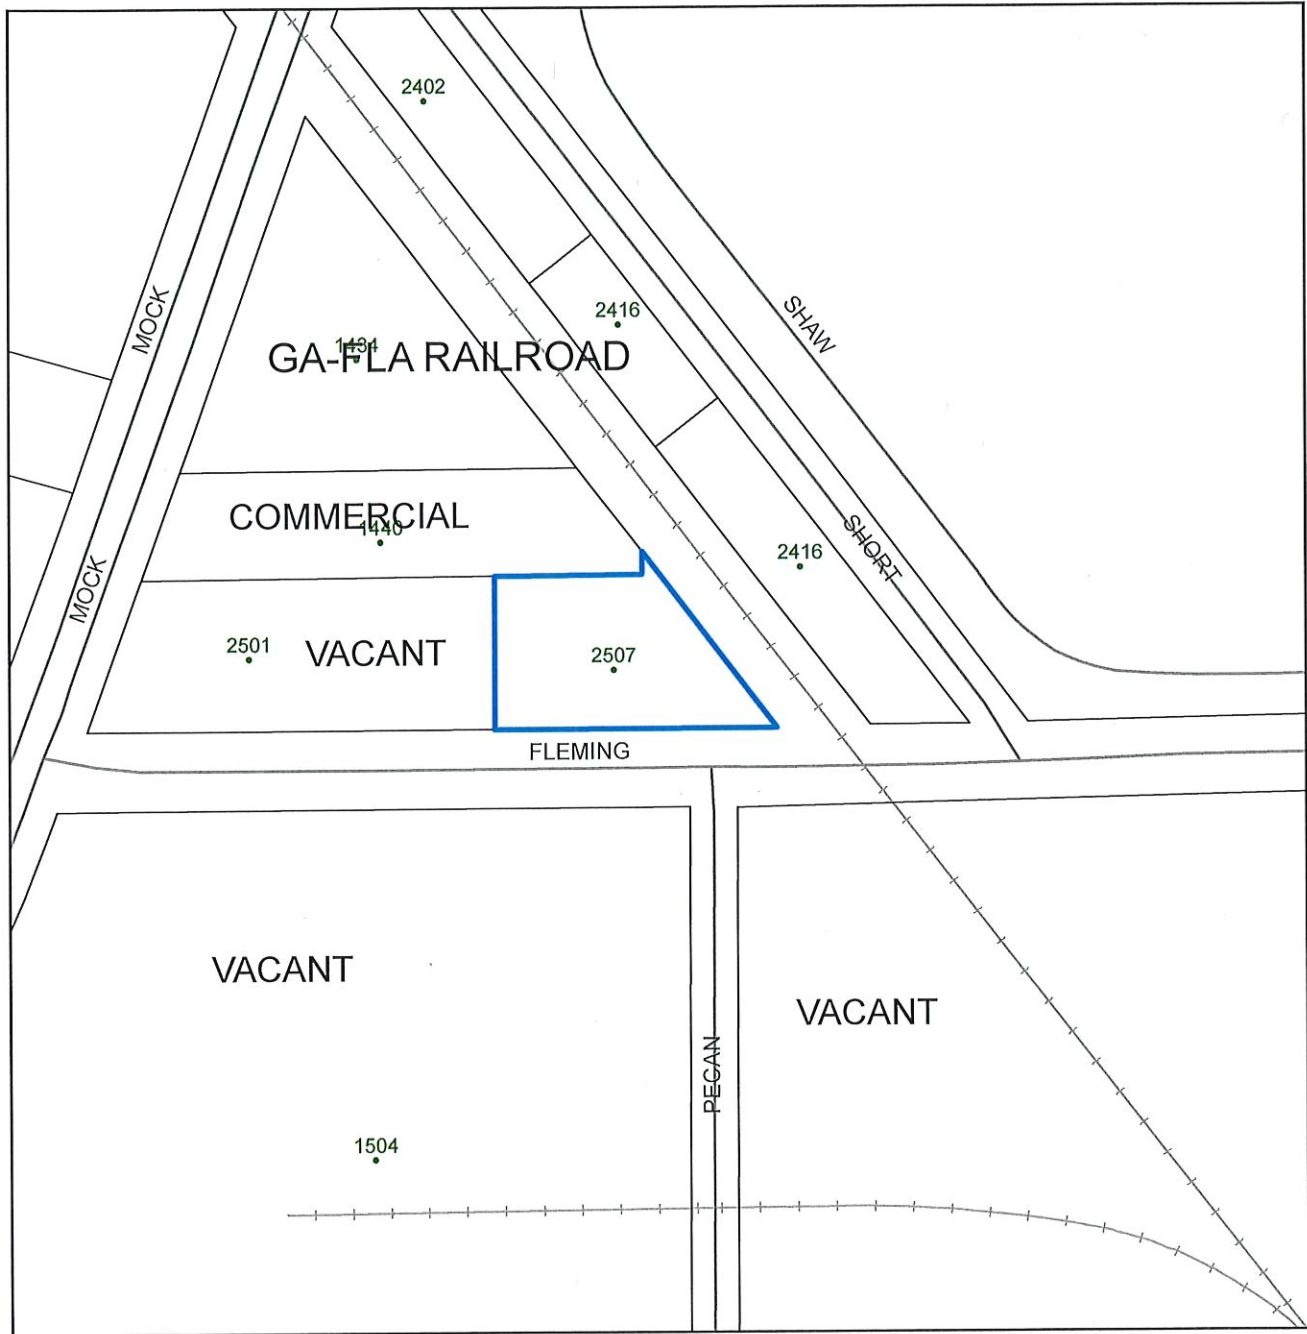 2402
MOCK
SHAW
2416
1434
GA-FLA RAILROAD
COMMERCIAL
1440
SHORT
2416
MOCK
2501
VACANT
2507
FLEMING
VACANT
VACANT
PECAN
1504